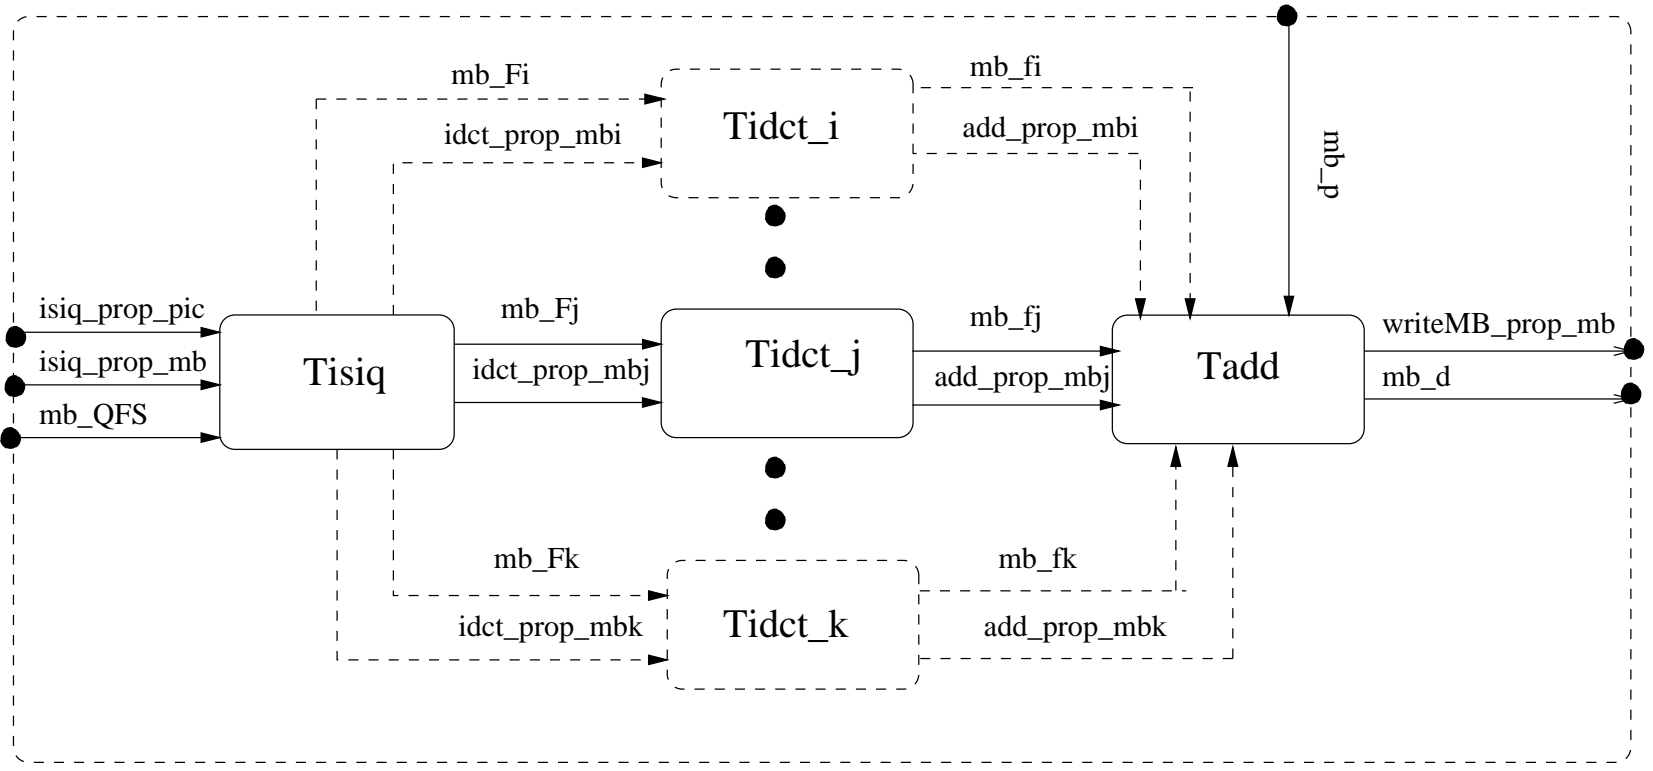 mb_Fi
idct_prop_mbi
Tidct_i
mb_fi
add_prop_mbi
mb_p
isiq_prop_pic
isiq_prop_mb
mb_QFS
Tisiq
mb_Fj
idct_prop_mbj
Tidct_j
mb_fj
add_prop_mbj
Tadd
writeMB_prop_mb
mb_d
mb_Fk
idct_prop_mbk
Tidct_k
mb_fk
add_prop_mbk